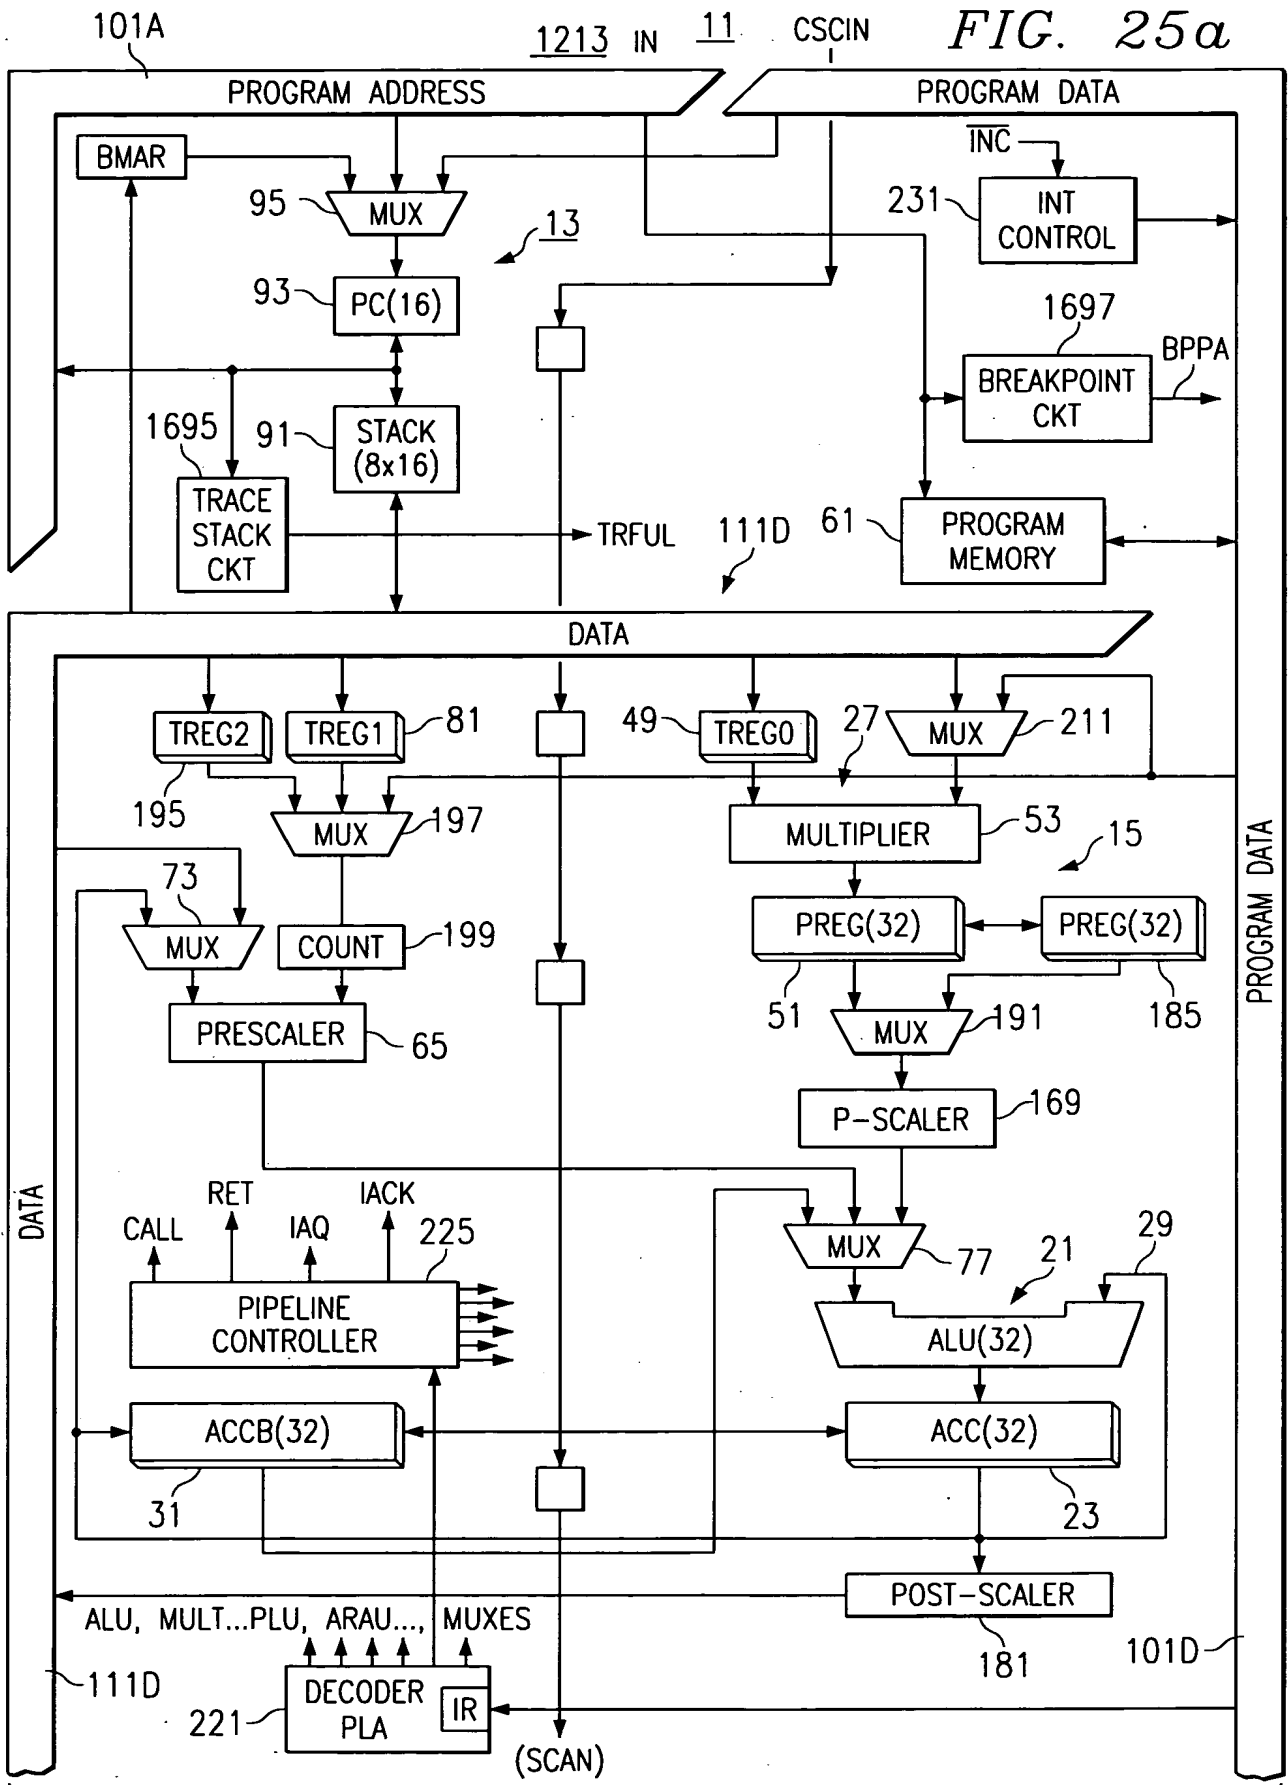 101A
1213 IN
11
CSCIN
FIG. 25a
PROGRAM ADDRESS
PROGRAM DATA
BMAR
INC
95
MUX
13
231
INT
CONTROL
93
PC(16)
1697
BPPA
BREAKPOINT
CKT
1695
91
STACK
(8x16)
TRACE
STACK
CKT
TRFUL
111D
61
PROGRAM
MEMORY
DATA
TREG2
TREG1
81
49
TREG0
27
MUX
211
195
MUX
197
MULTIPLIER
53
15
73
MUX
COUNT
199
PREG(32)
PREG(32)
PROGRAM DATA
51
MUX
191
185
PRESCALER
65
P-SCALER
169
DATA
CALL
RET
IAQ
IACK
225
MUX
77
21
29
PIPELINE
CONTROLLER
ALU(32)
ACCB(32)
ACC(32)
31
23
POST-SCALER
ALU, MULT...PLU, ARAU..., MUXES
181
101D
111D
DECODER
PLA
IR
221
(SCAN)